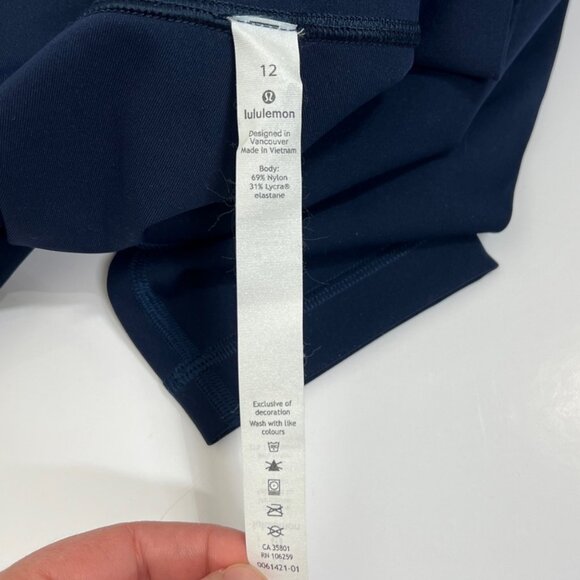 12
lululemon
Designed in
Vancouver
Made in Vietnam
Body:
69% Nylon
31% Lycra®
elastane
Exclusive of
decoration
Wash with like
colours
CA 35801
RN 106259
9061421-01